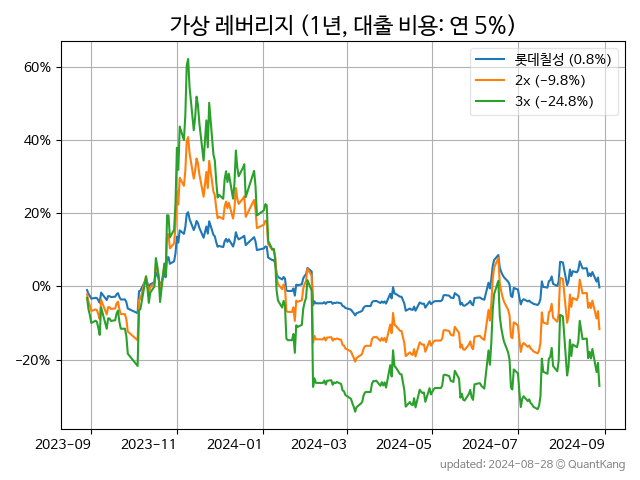 가상 레버리지 (1년, 대출 비용: 연 5%)
롯데칠성 (0.8%)
2x (−9.8%)
3x (−24.8%)
60%
40%
20%
0%
−20%
2023-09 2023-11 2024-01 2024-03 2024-05 2024-07 2024-09
updated: 2024-08-28 © QuantKang